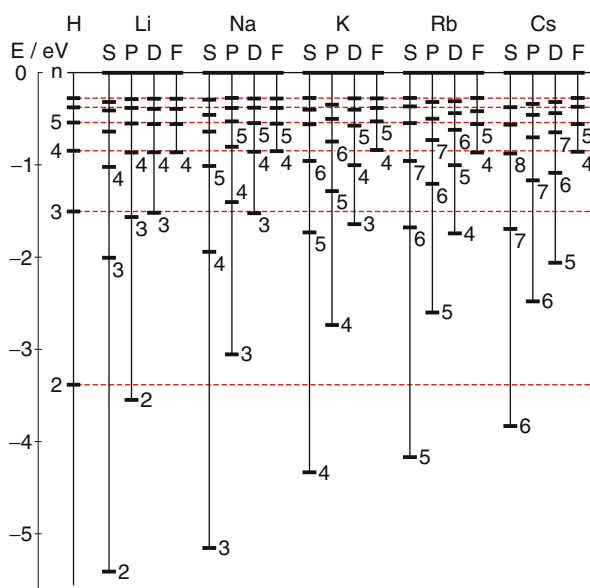 H Li Na K Rb Cs
E / eV S P D F S P D F S P D F S P D F S P D F
0 n
5 5 5 5 5 5 6 5 5
4 4 4 4 5 4 4 6 6 5 4 7 7 5 4 8 7 6 4
–1 4
3 3 3 4 5 3 6
3 5 6 7
–2 3 4 4 5
–3 3 4 5 6
2 2
–4 4 5 6
–5 3
2